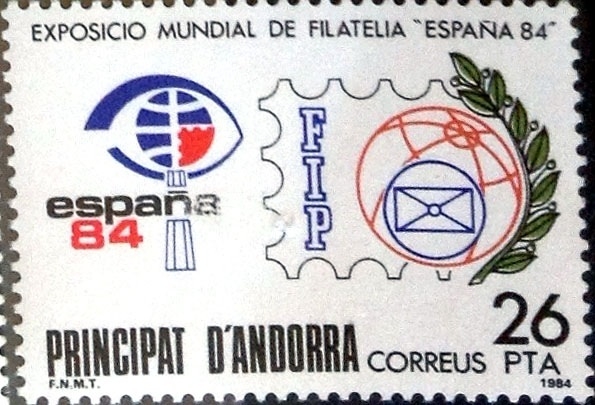 EXPOSICIO MUNDIAL DE FILATELIA "ESPAÑA 84"
FIP
españa
84
26
PRINCIPAT D'ANDORRA CORREUS PTA
F.N.M.T. 1984